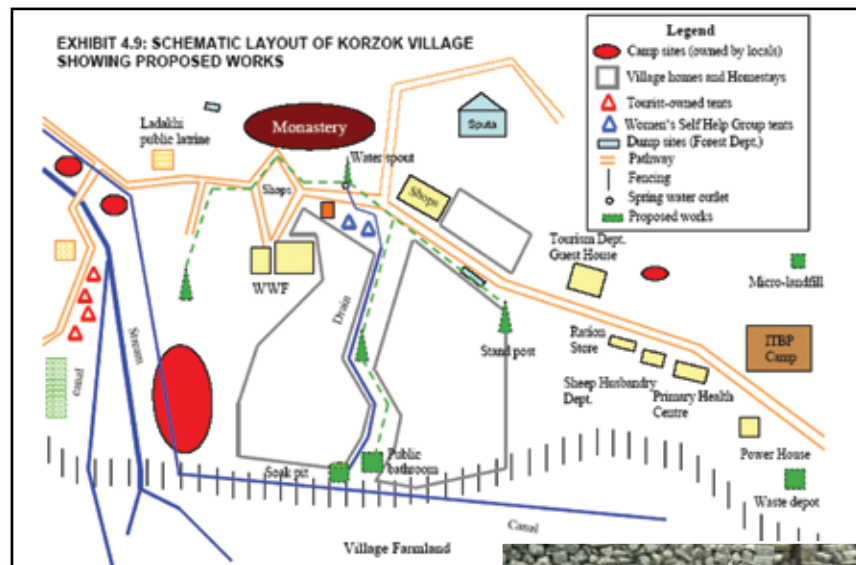 EXHIBIT 4.9: SCHEMATIC LAYOUT OF KORZOK VILLAGE
SHOWING PROPOSED WORKS
Legend
Camp sites (owned by locals)
Village homes and Homestays
Tourist-owned tents
Women's Self Help Group tents
Dump sites (Forest Dept.)
Pathway
Fencing
Spring water outlet
Proposed works
Ladakhi
public latrine
Monastery
Sputa
Water spout
Shops
Shops
WWF
Drain
Stream
canal
Tourism Dept.
Guest House
Micro-landfill
Stand post
Ration
Store
ITBP
Camp
Sheep Husbandry
Dept.
Primary Health
Centre
Power House
Soak pit
Public
bathroom
Waste depot
Canal
Village Farmland